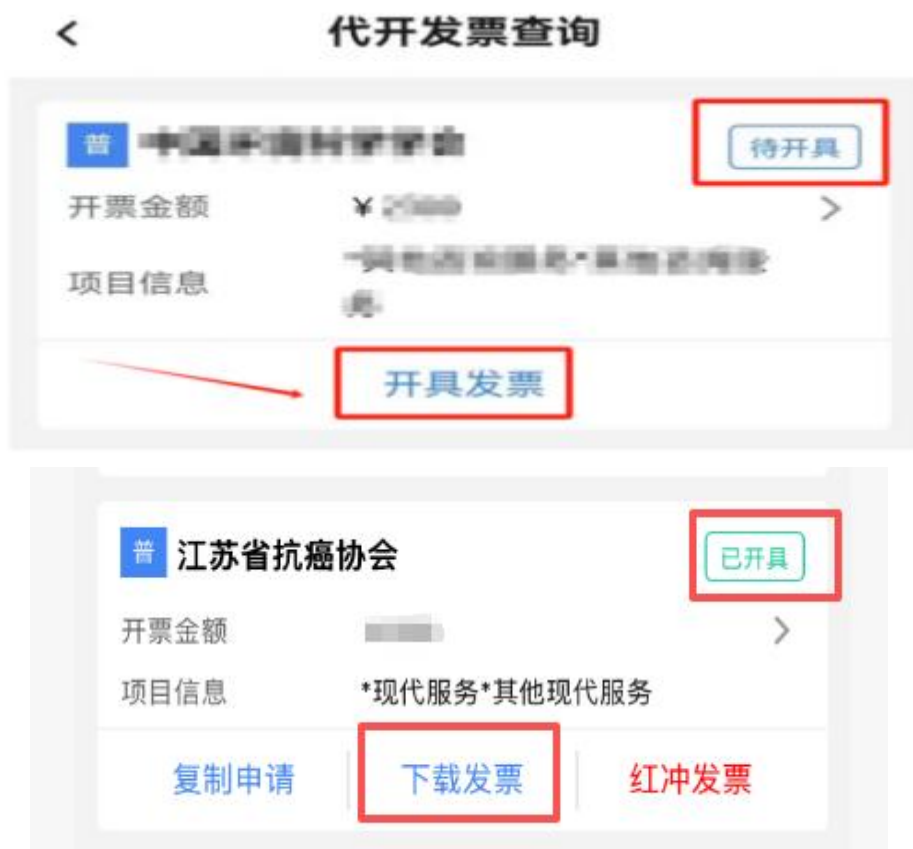 代开发票查询
普
待开具
开票金额 ¥
项目信息
开具发票
普 江苏省抗癌协会 已开具
开票金额
项目信息 *现代服务*其他现代服务
复制申请 下载发票 红冲发票